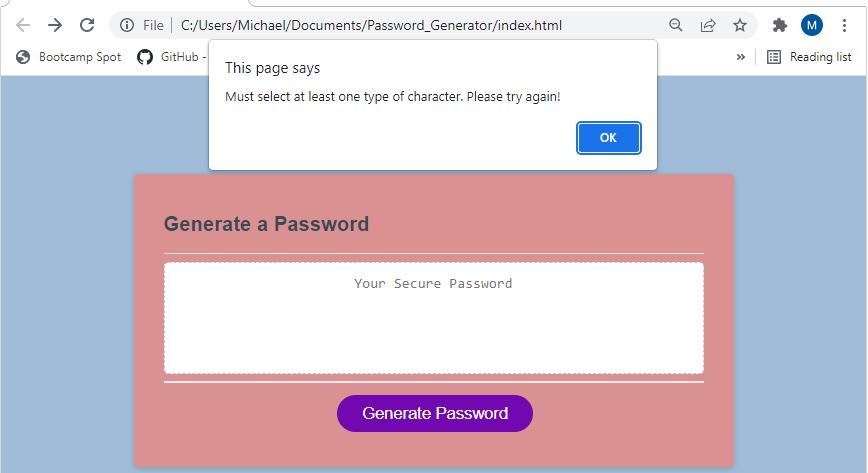 File | C:/Users/Michael/Documents/Password_Generator/index.html
M
Bootcamp Spot
GitHub -
»
Reading list
This page says
Must select at least one type of character. Please try again!
OK
Generate a Password
Your Secure Password
Generate Password